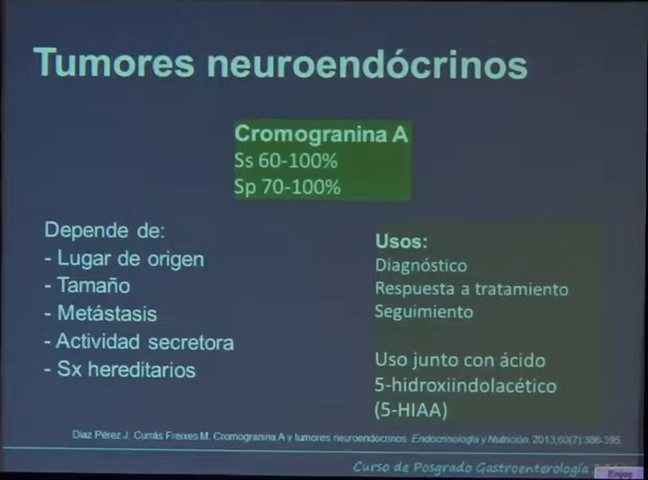 Tumores neuroendócrinos
Cromogranina A
Ss 60-100%
Sp 70-100%
Depende de:
- Lugar de origen
- Tamaño
- Metástasis
- Actividad secretora
- Sx hereditarios
Usos:
Diagnóstico
Respuesta a tratamiento
Seguimiento
Uso junto con ácido
5-hidroxiindolacético
(5-HIAA)
Díaz Pérez J. Currás Freixes M. Cromogranina A y tumores neuroendocrinos. Endocrinología y Nutrición. 2013;60(7):386-395.
Curso de Posgrado Gastroenterología